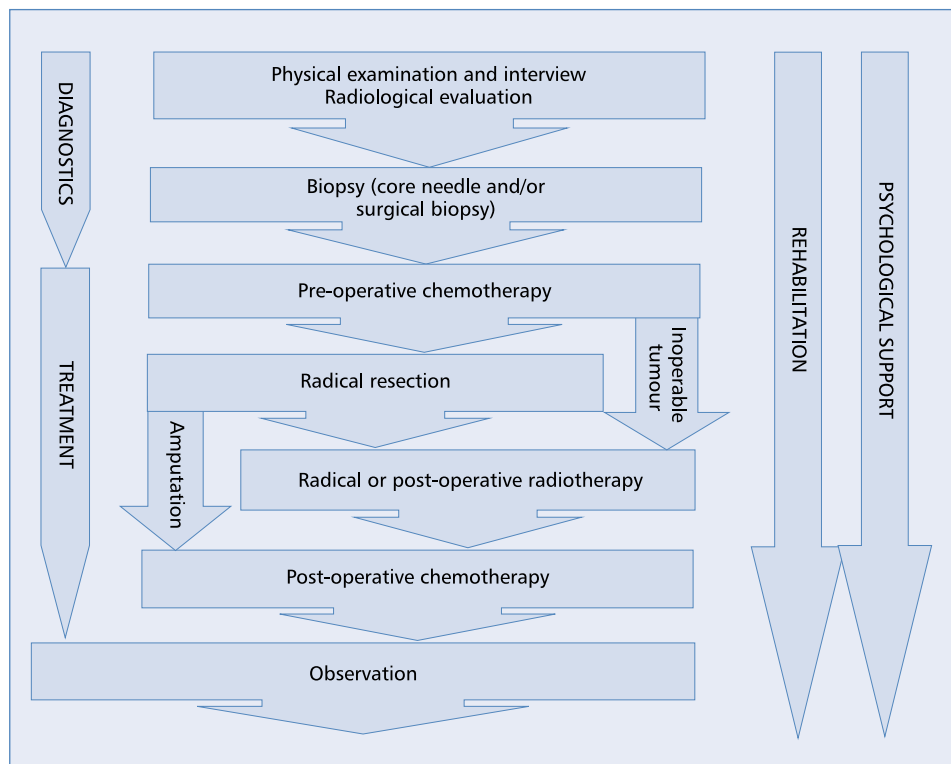 DIAGNOSTICS
TREATMENT
Physical examination and interview
Radiological evaluation
Biopsy (core needle and/or
surgical biopsy)
Pre-operative chemotherapy
Inoperable
tumour
Radical resection
Amputation
Radical or post-operative radiotherapy
Post-operative chemotherapy
Observation
REHABILITATION
PSYCHOLOGICAL SUPPORT